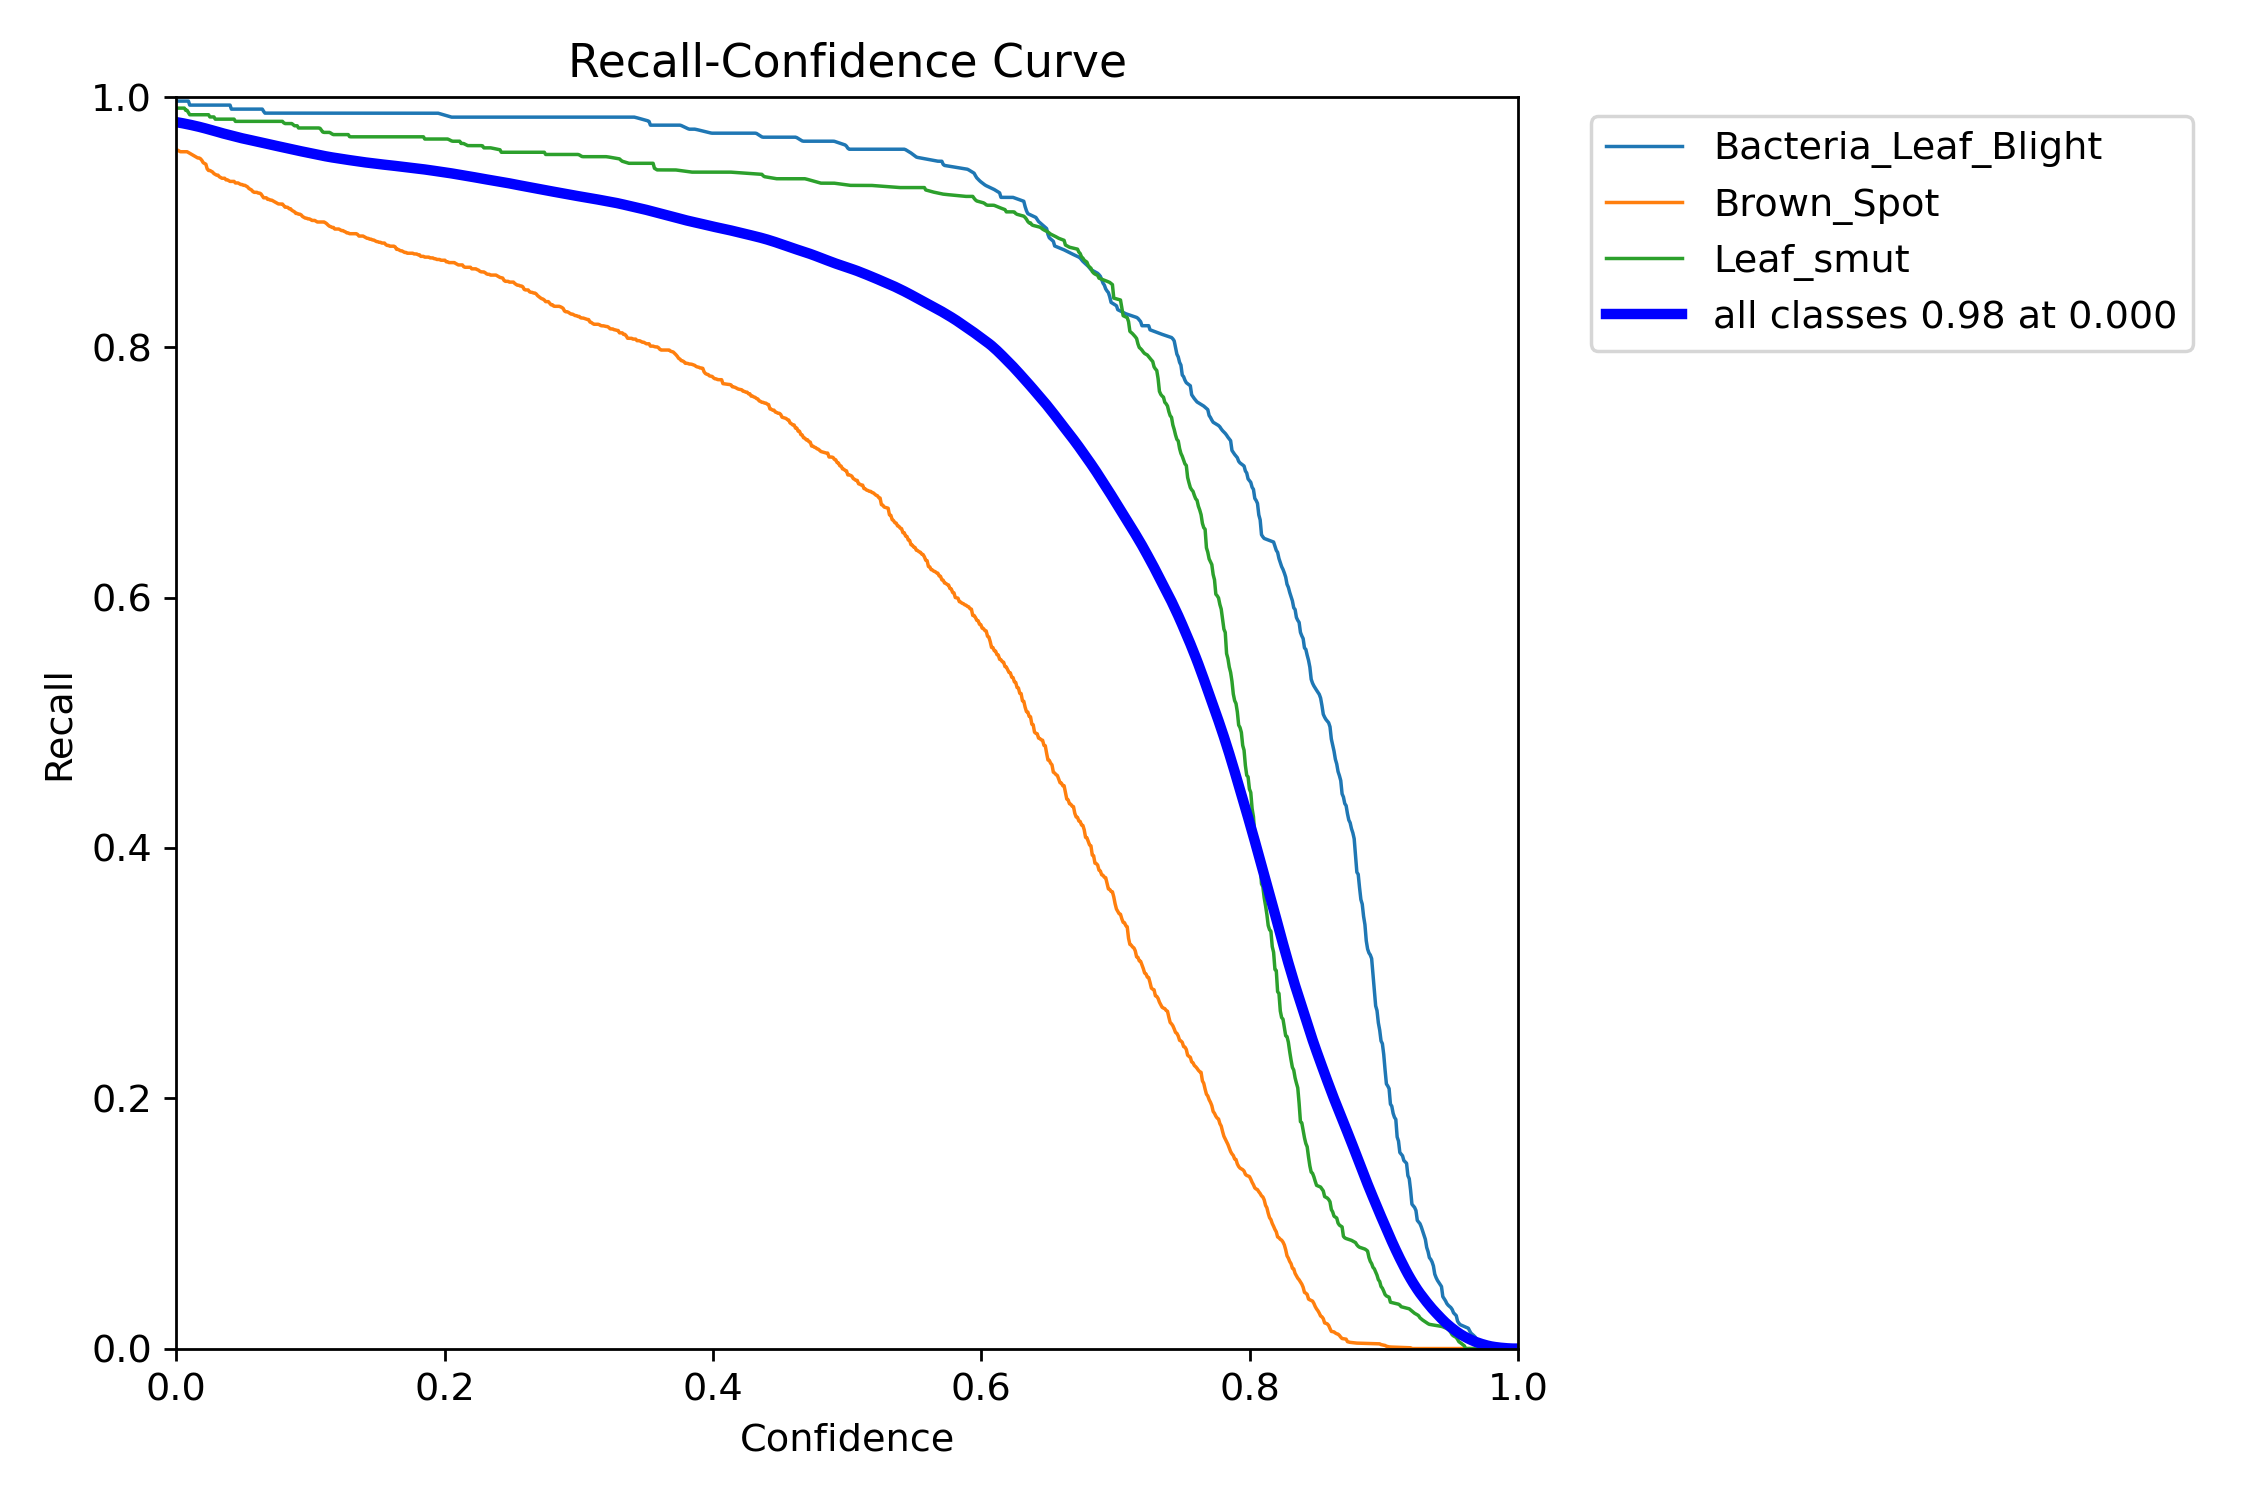 Recall-Confidence Curve
Bacteria_Leaf_Blight
Brown_Spot
Leaf_smut
all classes 0.98 at 0.000
Recall
1.0
0.8
0.6
0.4
0.2
0.0
0.0 0.2 0.4 0.6 0.8 1.0
Confidence